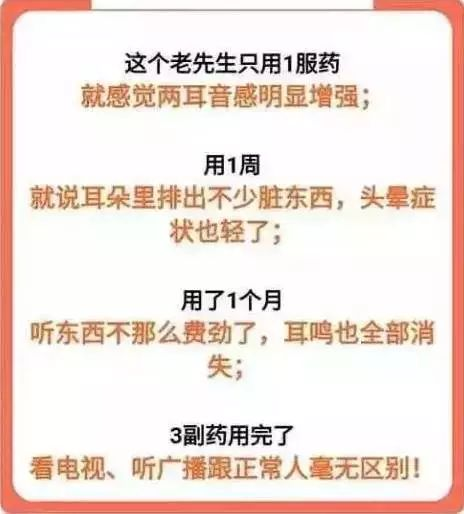 这个老先生只用1服药
就感觉两耳音感明显增强；
用1周
就说耳朵里排出不少脏东西，头晕症
状也轻了；
用了1个月
听东西不那么费劲了，耳鸣也全部消
失；
3副药用完了
看电视、听广播跟正常人毫无区别！